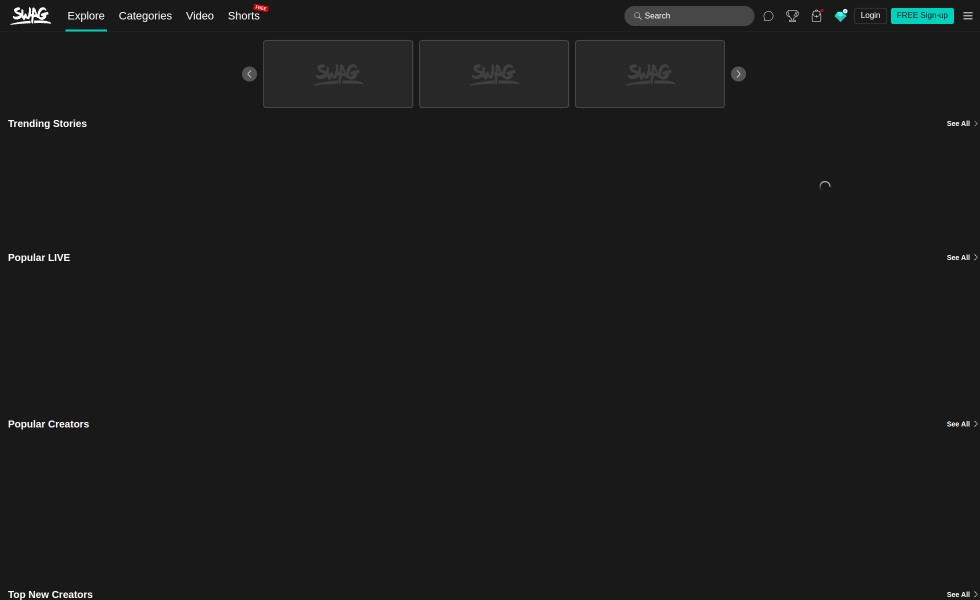 SWAG
Explore
Categories
Video
Shorts
FREE
Search
Login
FREE Sign-up
SWAG
SWAG
SWAG
Trending Stories
See All
Popular LIVE
See All
Popular Creators
See All
Top New Creators
See All